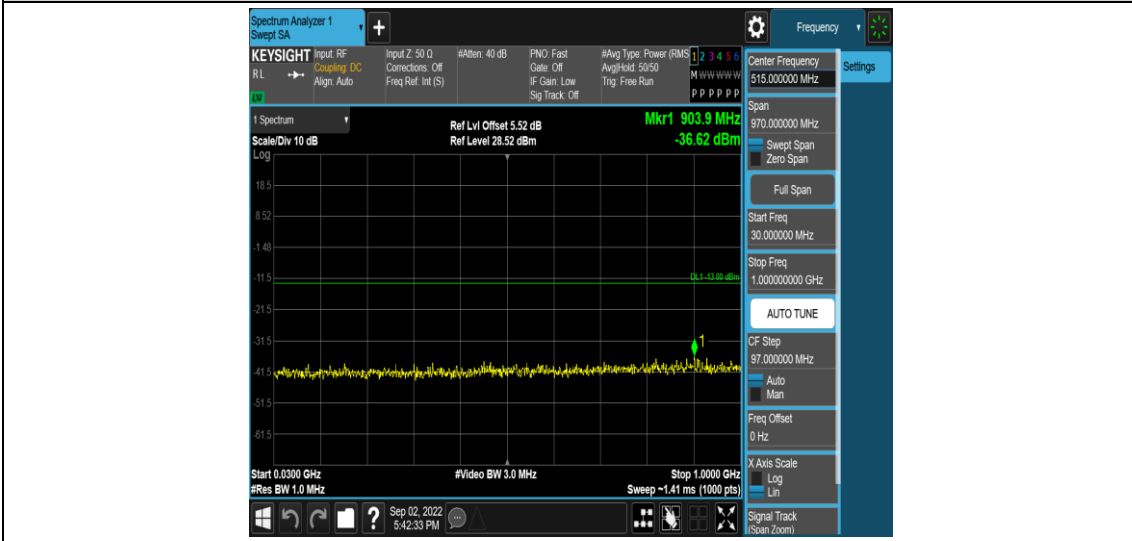 Spectrum Analyzer 1
Swept SA
+
Frequency
KEYSIGHT
RL
Input: RF
Coupling: DC
Align: Auto
Input Z: 50 Ω
Corrections: Off
Freq Ref: Int (S)
#Atten: 40 dB
PNO: Fast
Gate: Off
IF Gain: Low
Sig Track: Off
#Avg Type: Power (RMS
Avg|Hold: 50/50
Trig: Free Run
1 2 3 4 5 6
M W W W W W
P P P P P P
1 Spectrum
Scale/Div 10 dB
Log
Ref Lvl Offset 5.52 dB
Ref Level 28.52 dBm
Mkr1 903.9 MHz
-36.62 dBm
18.5
8.52
-1.48
-11.5
-21.5
-31.5
-41.5
-51.5
-61.5
DL1 -13.00 dBm
1
Start 0.0300 GHz
#Res BW 1.0 MHz
#Video BW 3.0 MHz
Stop 1.0000 GHz
Sweep ~1.41 ms (1000 pts)
Sep 02, 2022
5:42:33 PM
?
Center Frequency
515.000000 MHz
Settings
Span
970.000000 MHz
Swept Span
Zero Span
Full Span
Start Freq
30.000000 MHz
Stop Freq
1.000000000 GHz
AUTO TUNE
CF Step
97.000000 MHz
Auto
Man
Freq Offset
0 Hz
X Axis Scale
Log
Lin
Signal Track
(Span Zoom)